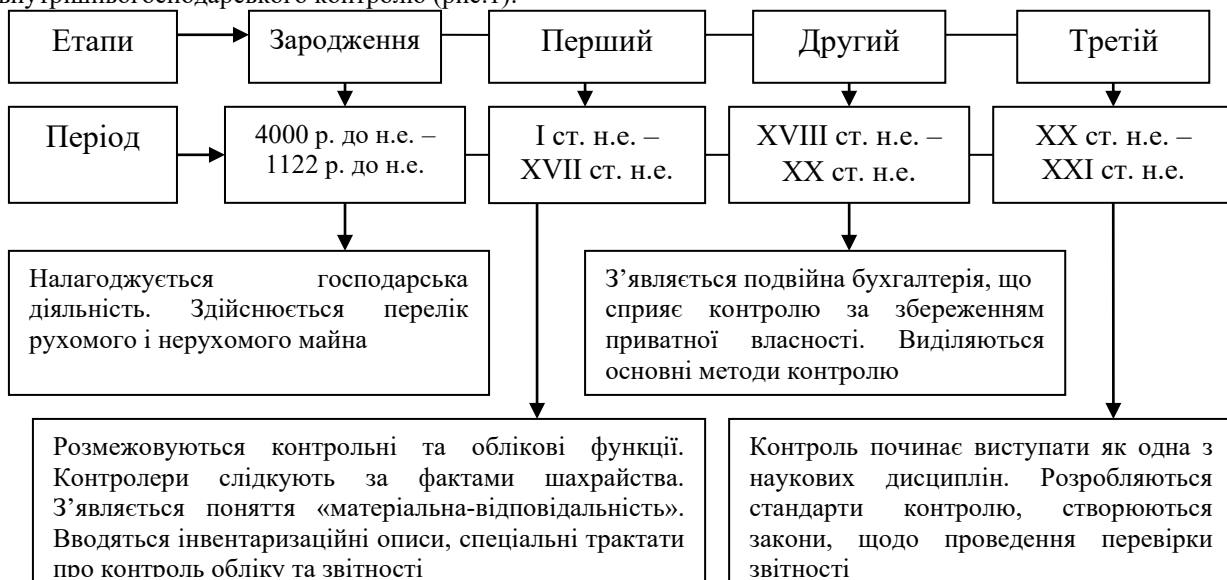 внутрішньогосподарського контролю (рис.1).
Етапи
Зародження
Перший
Другий
Третій
Період
4000 р. до н.е. –
1122 р. до н.е.
I ст. н.е. –
XVII ст. н.е.
XVIII ст. н.е. –
XX ст. н.е.
XX ст. н.е. –
XXI ст. н.е.
Налагоджується господарська
діяльність. Здійснюється перелік
рухомого і нерухомого майна
З’являється подвійна бухгалтерія, що
сприяє контролю за збереженням
приватної власності. Виділяються
основні методи контролю
Розмежовуються контрольні та облікові функції.
Контролери слідкують за фактами шахрайства.
З’являється поняття «матеріальна-відповідальність».
Вводяться інвентаризаційні описи, спеціальні трактати
про контроль обліку та звітності
Контроль починає виступати як одна з
наукових дисциплін. Розробляються
стандарти контролю, створюються
закони, щодо проведення перевірки
звітності